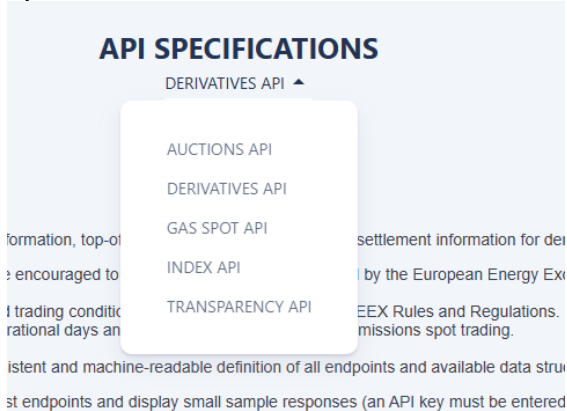 API SPECIFICATIONS
DERIVATIVES API
AUCTIONS API
DERIVATIVES API
GAS SPOT API
INDEX API
TRANSPARENCY API
information, top-of settlement information for der
encouraged to by the European Energy Exc
d trading conditio EEX Rules and Regulations.
rational days an missions spot trading.
istent and machine-readable definition of all endpoints and available data struc
st endpoints and display small sample responses (an API key must be entered